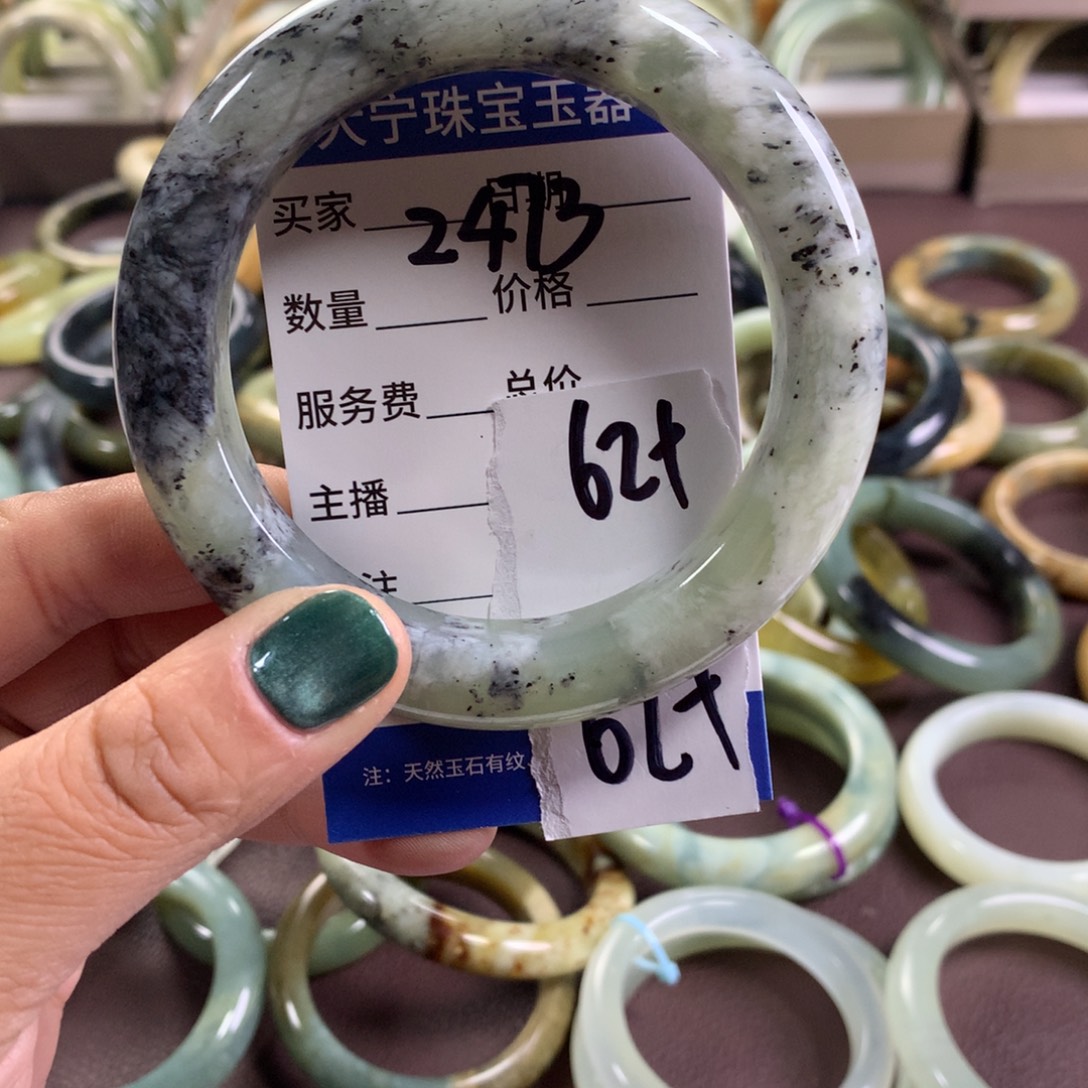 宁珠宝玉器
买家
数量 价格
服务费 总价
主播
62t
注
62t
注：天然玉石有纹